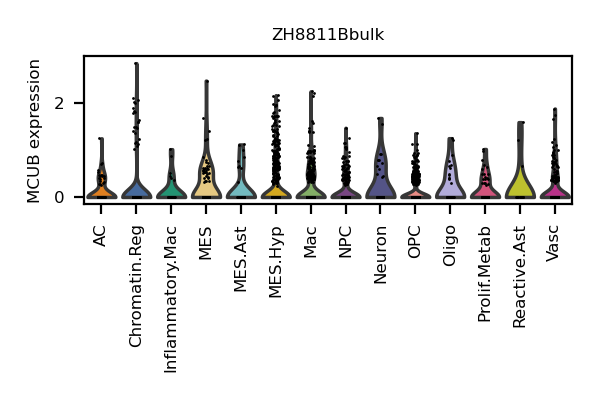 ZH8811Bbulk
MCUB expression
2
0
AC
Chromatin.Reg
Inflammatory.Mac
MES
MES.Ast
MES.Hyp
Mac
NPC
Neuron
OPC
Oligo
Prolif.Metab
Reactive.Ast
Vasc